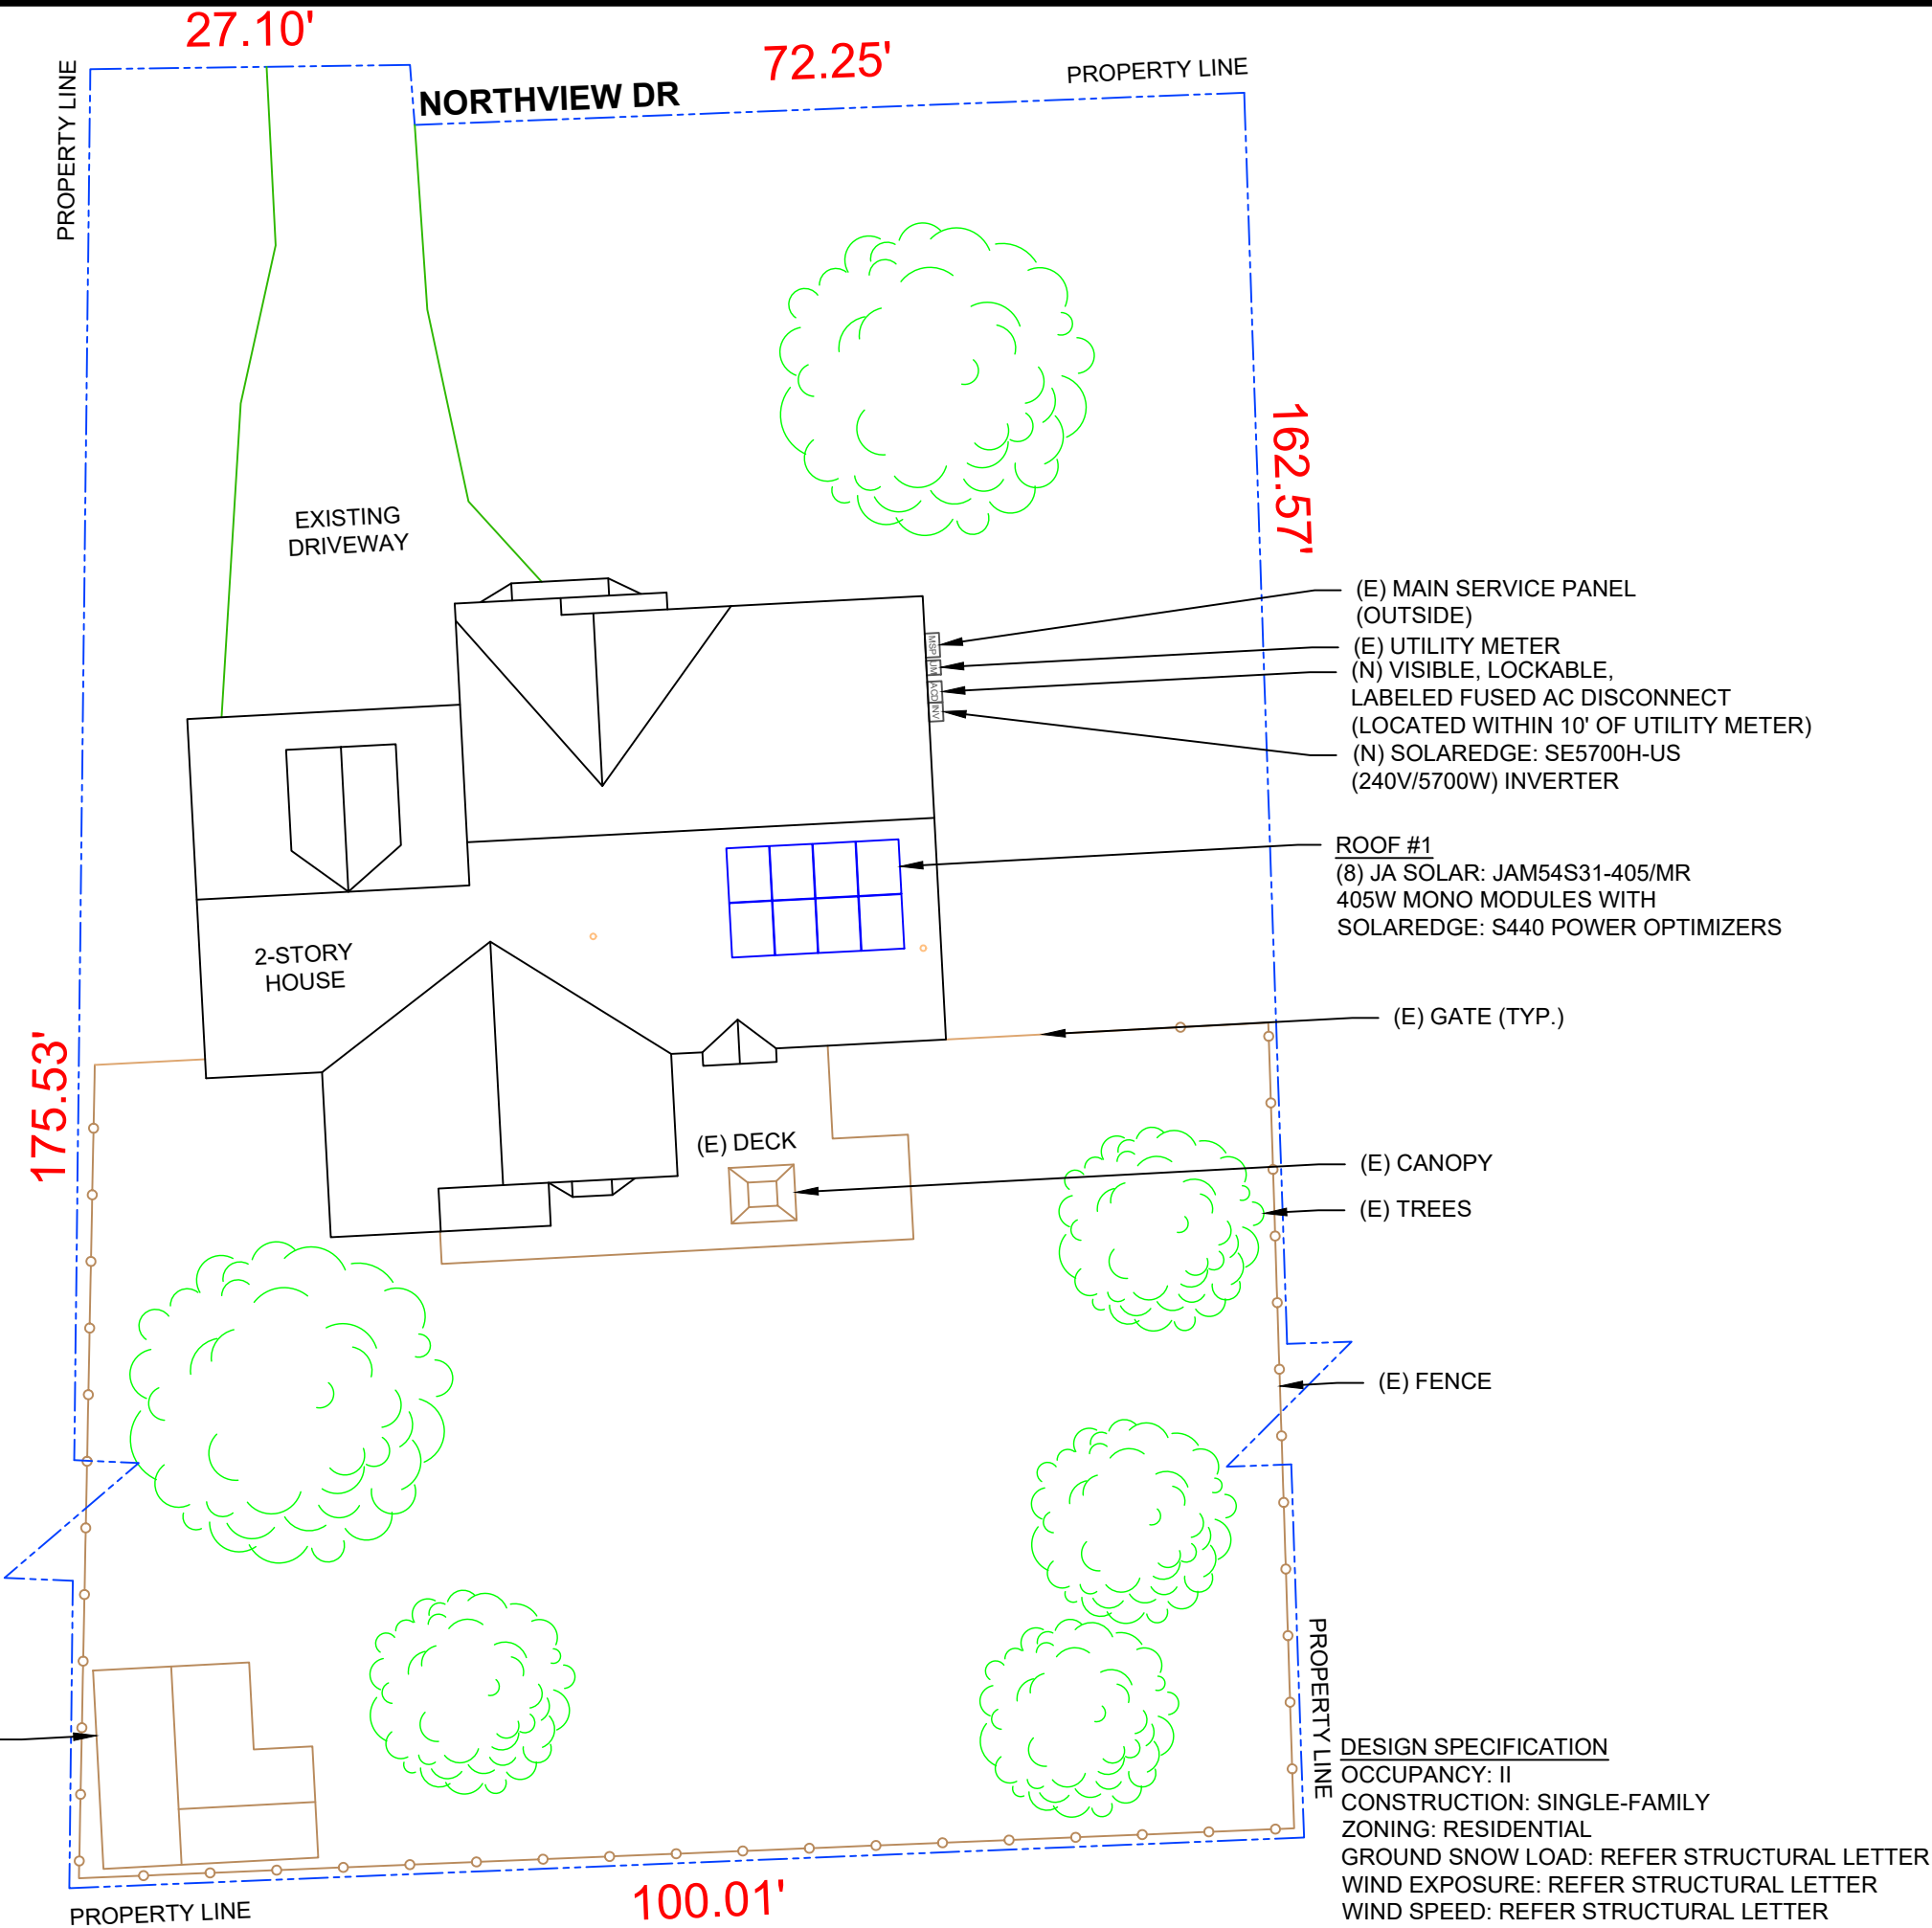 27.10'
72.25'
PROPERTY LINE
PROPERTY LINE
NORTHVIEW DR
162.57'
EXISTING
DRIVEWAY
(E) MAIN SERVICE PANEL
(OUTSIDE)
(E) UTILITY METER
(N) VISIBLE, LOCKABLE,
LABELED FUSED AC DISCONNECT
(LOCATED WITHIN 10' OF UTILITY METER)
(N) SOLAREDGE: SE5700H-US
(240V/5700W) INVERTER
MSP
UM
ACD
INV
ROOF #1
(8) JA SOLAR: JAM54S31-405/MR
405W MONO MODULES WITH
SOLAREDGE: S440 POWER OPTIMIZERS
2-STORY
HOUSE
(E) GATE (TYP.)
175.53'
(E) DECK
(E) CANOPY
(E) TREES
(E) FENCE
PROPERTY LINE
DESIGN SPECIFICATION
OCCUPANCY: II
CONSTRUCTION: SINGLE-FAMILY
ZONING: RESIDENTIAL
GROUND SNOW LOAD: REFER STRUCTURAL LETTER
WIND EXPOSURE: REFER STRUCTURAL LETTER
WIND SPEED: REFER STRUCTURAL LETTER
100.01'
PROPERTY LINE